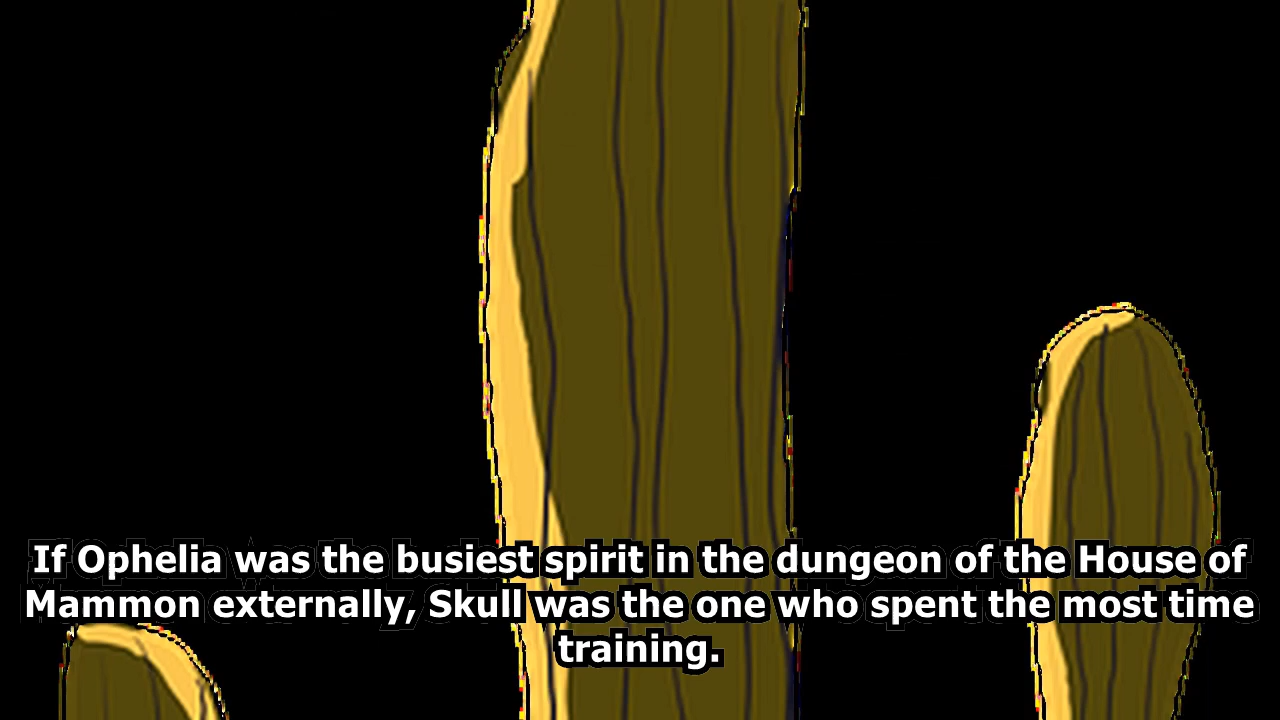 If Ophelia was the busiest spirit in the dungeon of the House of
Mammon externally, Skull was the one who spent the most time
training.